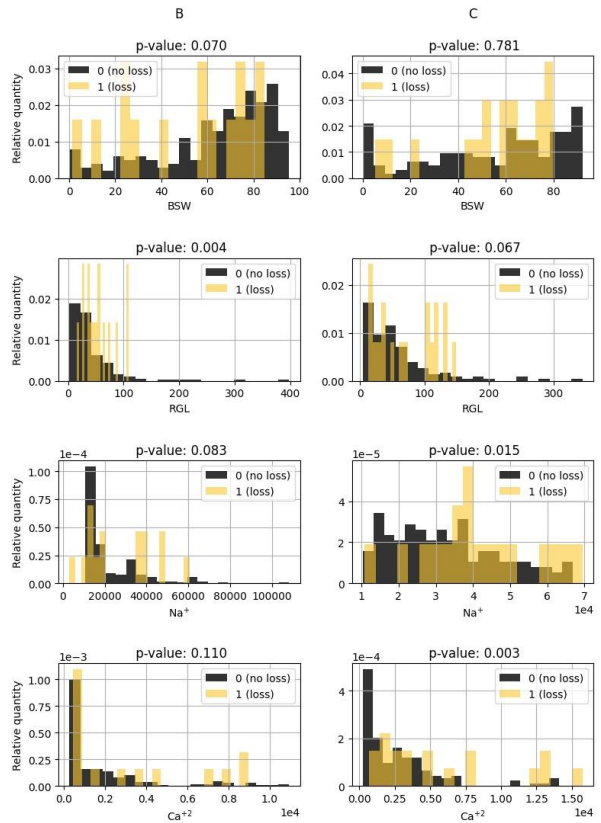 B
C
p-value: 0.070
0.03
0.02
0.01
0.00
Relative quantity
0 (no loss)
1 (loss)
0 20 40 60 80 100
BSW
p-value: 0.781
0.04
0.03
0.02
0.01
0.00
0 (no loss)
1 (loss)
0 20 40 60 80
BSW
p-value: 0.004
0.02
0.01
0.00
Relative quantity
0 (no loss)
1 (loss)
0 100 200 300 400
RGL
p-value: 0.067
0.02
0.01
0.00
0 (no loss)
1 (loss)
0 100 200 300
RGL
p-value: 0.083
1e−4
1.00
0.75
0.50
0.25
0.00
Relative quantity
0 (no loss)
1 (loss)
0 20000 40000 60000 80000 100000
Na⁺
p-value: 0.015
1e−5
4
2
0
0 (no loss)
1 (loss)
1 2 3 4 5 6 7
1e4
Na⁺
p-value: 0.110
1e−3
1.00
0.75
0.50
0.25
0.00
Relative quantity
0 (no loss)
1 (loss)
0.0 0.2 0.4 0.6 0.8 1.0
1e4
Ca⁺²
p-value: 0.003
1e−4
4
2
0
0 (no loss)
1 (loss)
0.00 0.25 0.50 0.75 1.00 1.25 1.50
1e4
Ca⁺²